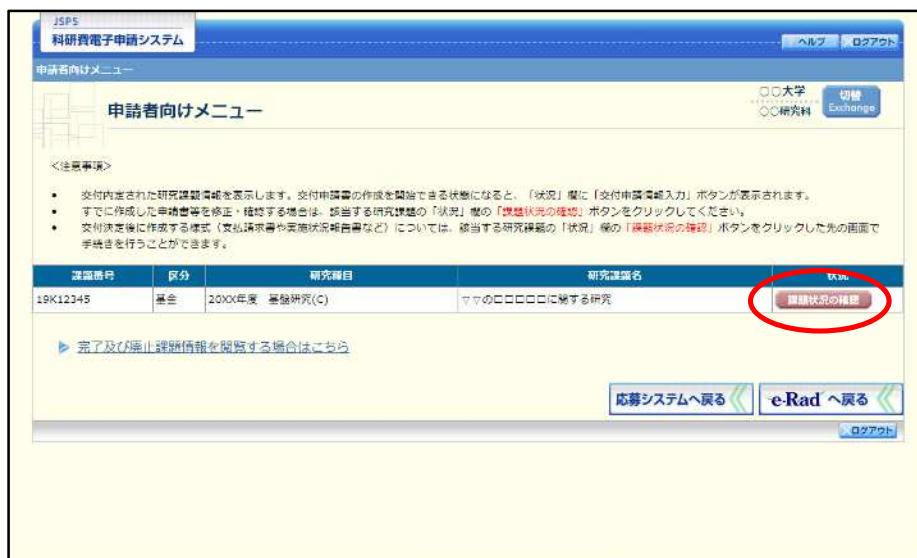 JSPS
科研費電子申請システム
ヘルプ
ログアウト
申請者向けメニュー
申請者向けメニュー
〇〇大学
〇〇研究科
切替
Exchange
<注意事項>
• 交付内定された研究課題情報を表示します。交付申請書の作成を開始できる状態になると、「状況」欄に「交付申請情報入力」ボタンが表示されます。
• すでに作成した申請書等を修正・確認する場合は、該当する研究課題の「状況」欄の「課題状況の確認」ボタンをクリックしてください。
• 交付決定後に作成する様式（支払請求書や実施状況報告書など）については、該当する研究課題の「状況」欄の「課題状況の確認」ボタンをクリックした先の画面で
手続きを行うことができます。
課題番号 区分 研究種目 研究課題名 状況
19K12345 基金 20XX年度 基盤研究(C) ▽▽の□□□□□に関する研究 課題状況の確認
完了及び廃止課題情報を閲覧する場合はこちら
応募システムへ戻る
e-Rad へ戻る
ログアウト